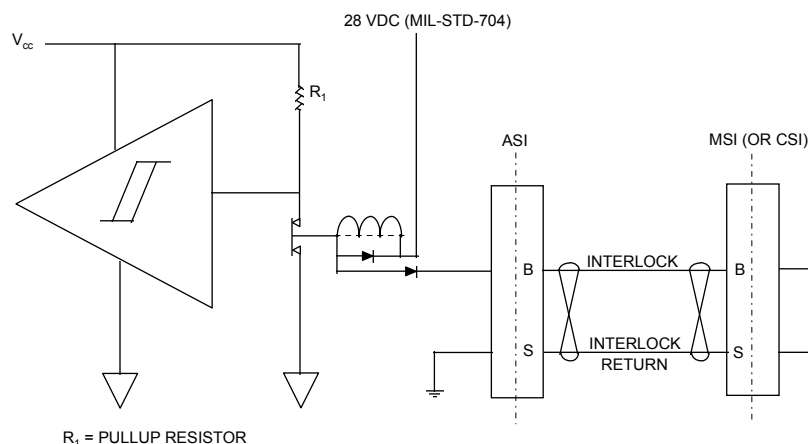 28 VDC (MIL-STD-704)
Vcc
R1
ASI
MSI (OR CSI)
B
INTERLOCK
B
S
INTERLOCK
RETURN
S
R1 = PULLUP RESISTOR